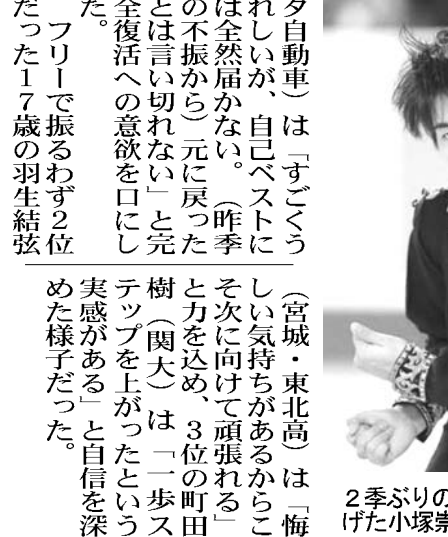 タ自動車）は「すごくう
れしいが、自己ベストに
は全然届かない。（昨季
の不振から）元に戻った
とは言い切れない」と完
全復活への意欲を口にし
た。
フリーで振るわず２位
だった１７歳の羽生結弦
（宮城・東北高）は「悔
しい気持ちがあるからこ
そ次に向けて頑張れる」
と力を込め、３位の町田
樹（関大）は「一歩ス
テップを上がったという
実感がある」と自信を深
めた様子だった。
２季ぶりの
げた小塚崇